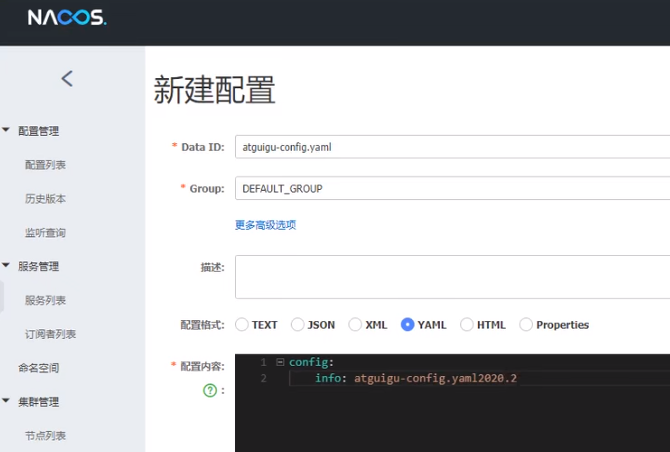 NACOS.
新建配置
配置管理
配置列表
历史版本
监听查询
服务管理
服务列表
订阅者列表
命名空间
集群管理
节点列表
* Data ID: atguigu-config.yaml
* Group: DEFAULT_GROUP
更多高级选项
描述:
配置格式: TEXT JSON XML YAML HTML Properties
* 配置内容:
? :
1 config:
2 info: atguigu-config.yaml2020.2